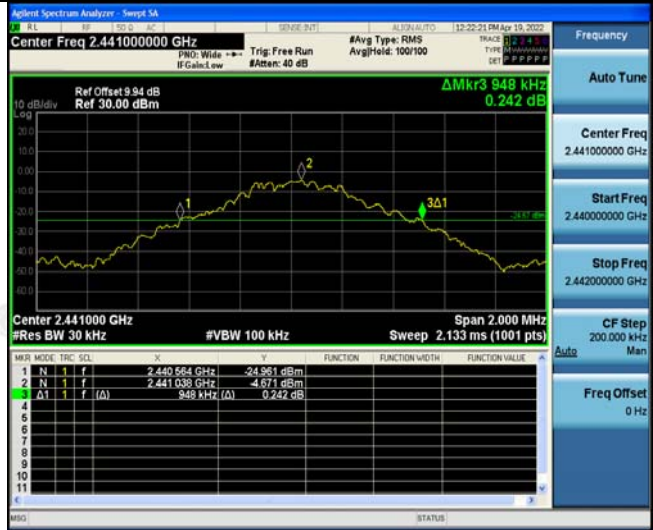 Agilent Spectrum Analyzer - Swept SA
RL RF 50 Ω AC SENSE:INT ALIGN AUTO 12:22:21 PM Apr 19, 2022
Center Freq 2.441000000 GHz
PNO: Wide
IFGain:Low
Trig: Free Run
#Atten: 40 dB
#Avg Type: RMS
Avg|Hold: 100/100
TRACE 1 2 3 4 5 6
TYPE
DET P P P P P P
ΔMkr3 948 kHz
0.242 dB
Ref Offset 9.94 dB
Ref 30.00 dBm
10 dB/div
Log
20.0
10.0
0.00
-10.0
-20.0
-30.0
-40.0
-50.0
-60.0
1
2
3Δ1
-24.67 dBm
Center 2.441000 GHz
Span 2.000 MHz
#Res BW 30 kHz
#VBW 100 kHz
Sweep 2.133 ms (1001 pts)
MKR MODE TRC SCL X Y FUNCTION FUNCTION WIDTH FUNCTION VALUE
1 N 1 f 2.440 564 GHz -24.961 dBm
2 N 1 f 2.441 038 GHz -4.671 dBm
3 Δ1 1 f (Δ) 948 kHz (Δ) 0.242 dB
4
5
6
7
8
9
10
11
MSG
STATUS
Frequency
Auto Tune
Center Freq
2.441000000 GHz
Start Freq
2.440000000 GHz
Stop Freq
2.442000000 GHz
CF Step
200.000 kHz
Auto Man
Freq Offset
0 Hz